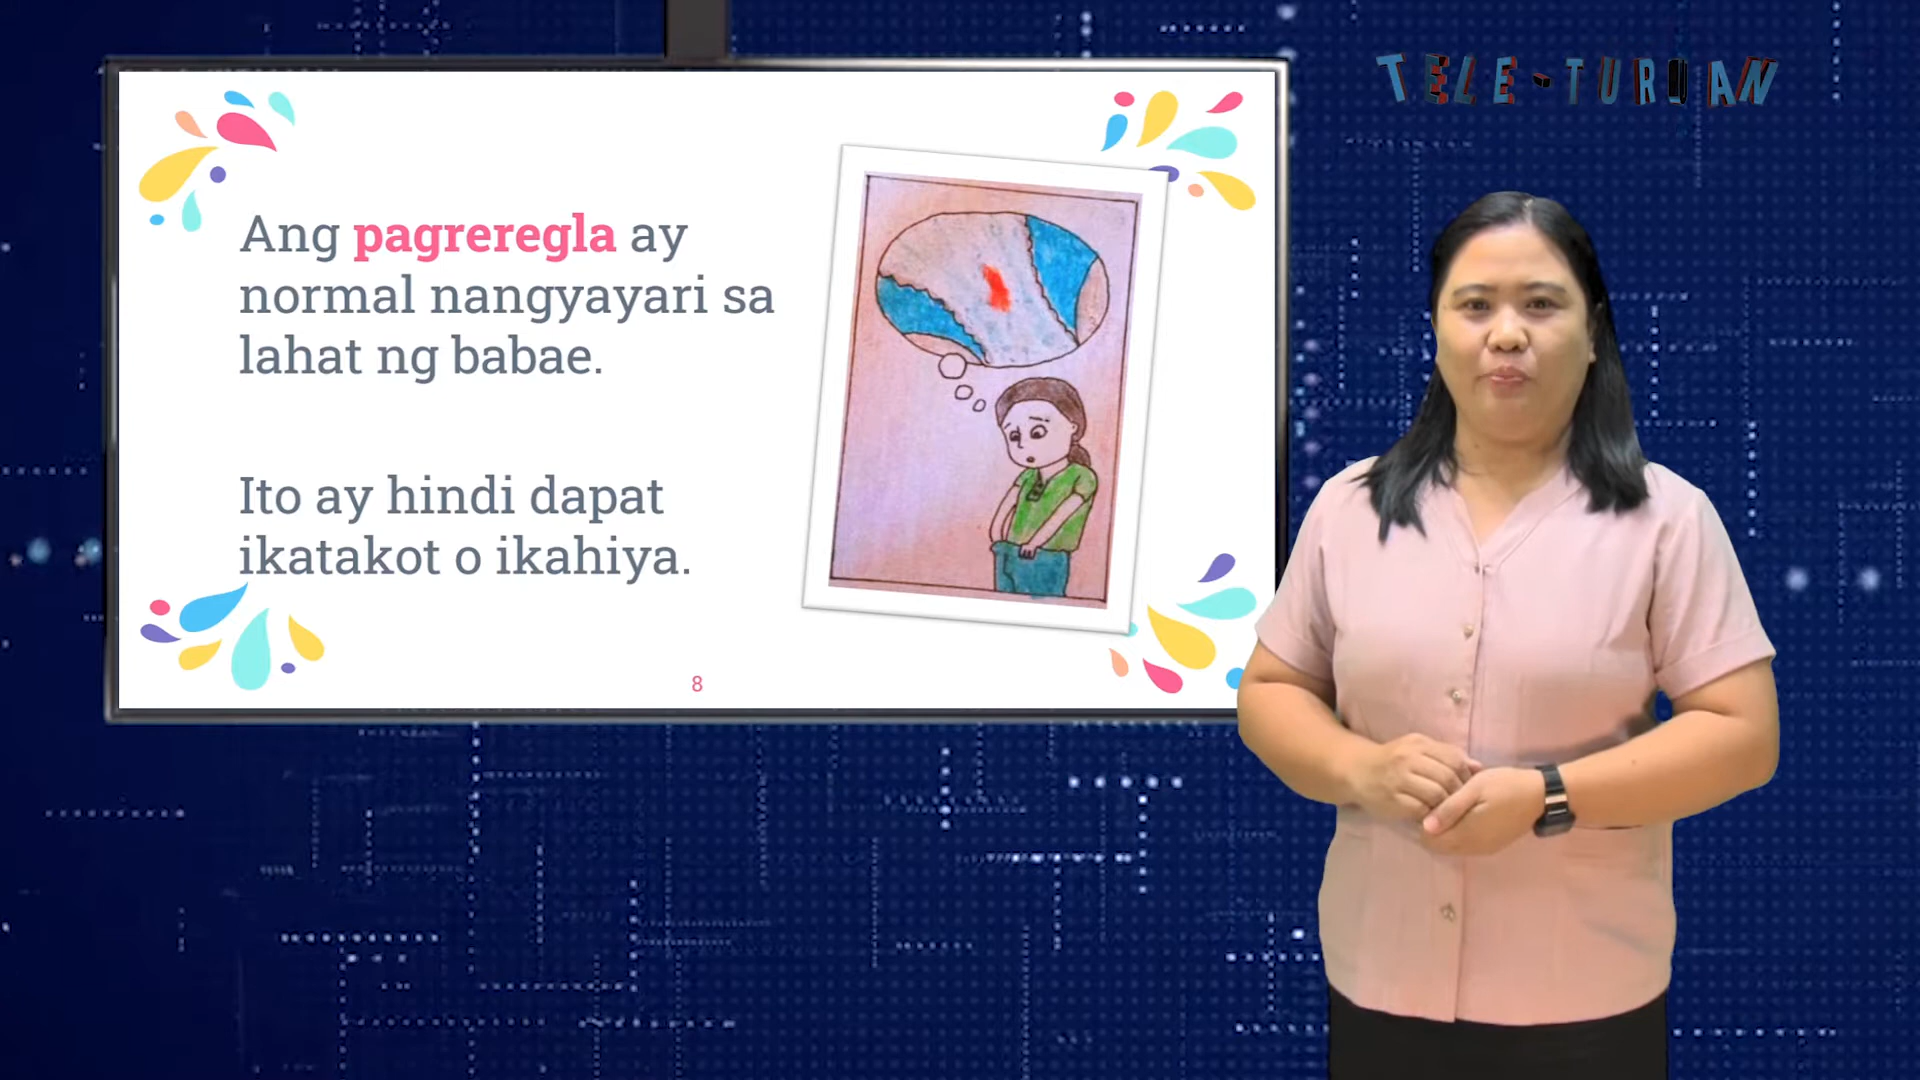 TELE-TURUAN
Ang pagreregla ay
normal nangyayari sa
lahat ng babae.
Ito ay hindi dapat
ikatakot o ikahiya.
8